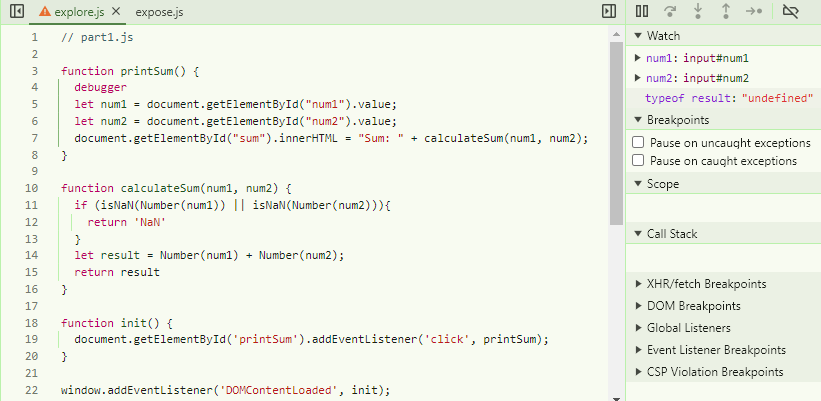 explore.js × expose.js
1 // part1.js
2
3 function printSum() {
4 debugger
5 let num1 = document.getElementById("num1").value;
6 let num2 = document.getElementById("num2").value;
7 document.getElementById("sum").innerHTML = "Sum: " + calculateSum(num1, num2);
8 }
9
10 function calculateSum(num1, num2) {
11 if (isNaN(Number(num1)) || isNaN(Number(num2))){
12 return 'NaN'
13 }
14 let result = Number(num1) + Number(num2);
15 return result
16 }
17
18 function init() {
19 document.getElementById('printSum').addEventListener('click', printSum);
20 }
21
22 window.addEventListener('DOMContentLoaded', init);
Watch
num1: input#num1
num2: input#num2
typeof result: "undefined"
Breakpoints
Pause on uncaught exceptions
Pause on caught exceptions
Scope
Call Stack
XHR/fetch Breakpoints
DOM Breakpoints
Global Listeners
Event Listener Breakpoints
CSP Violation Breakpoints